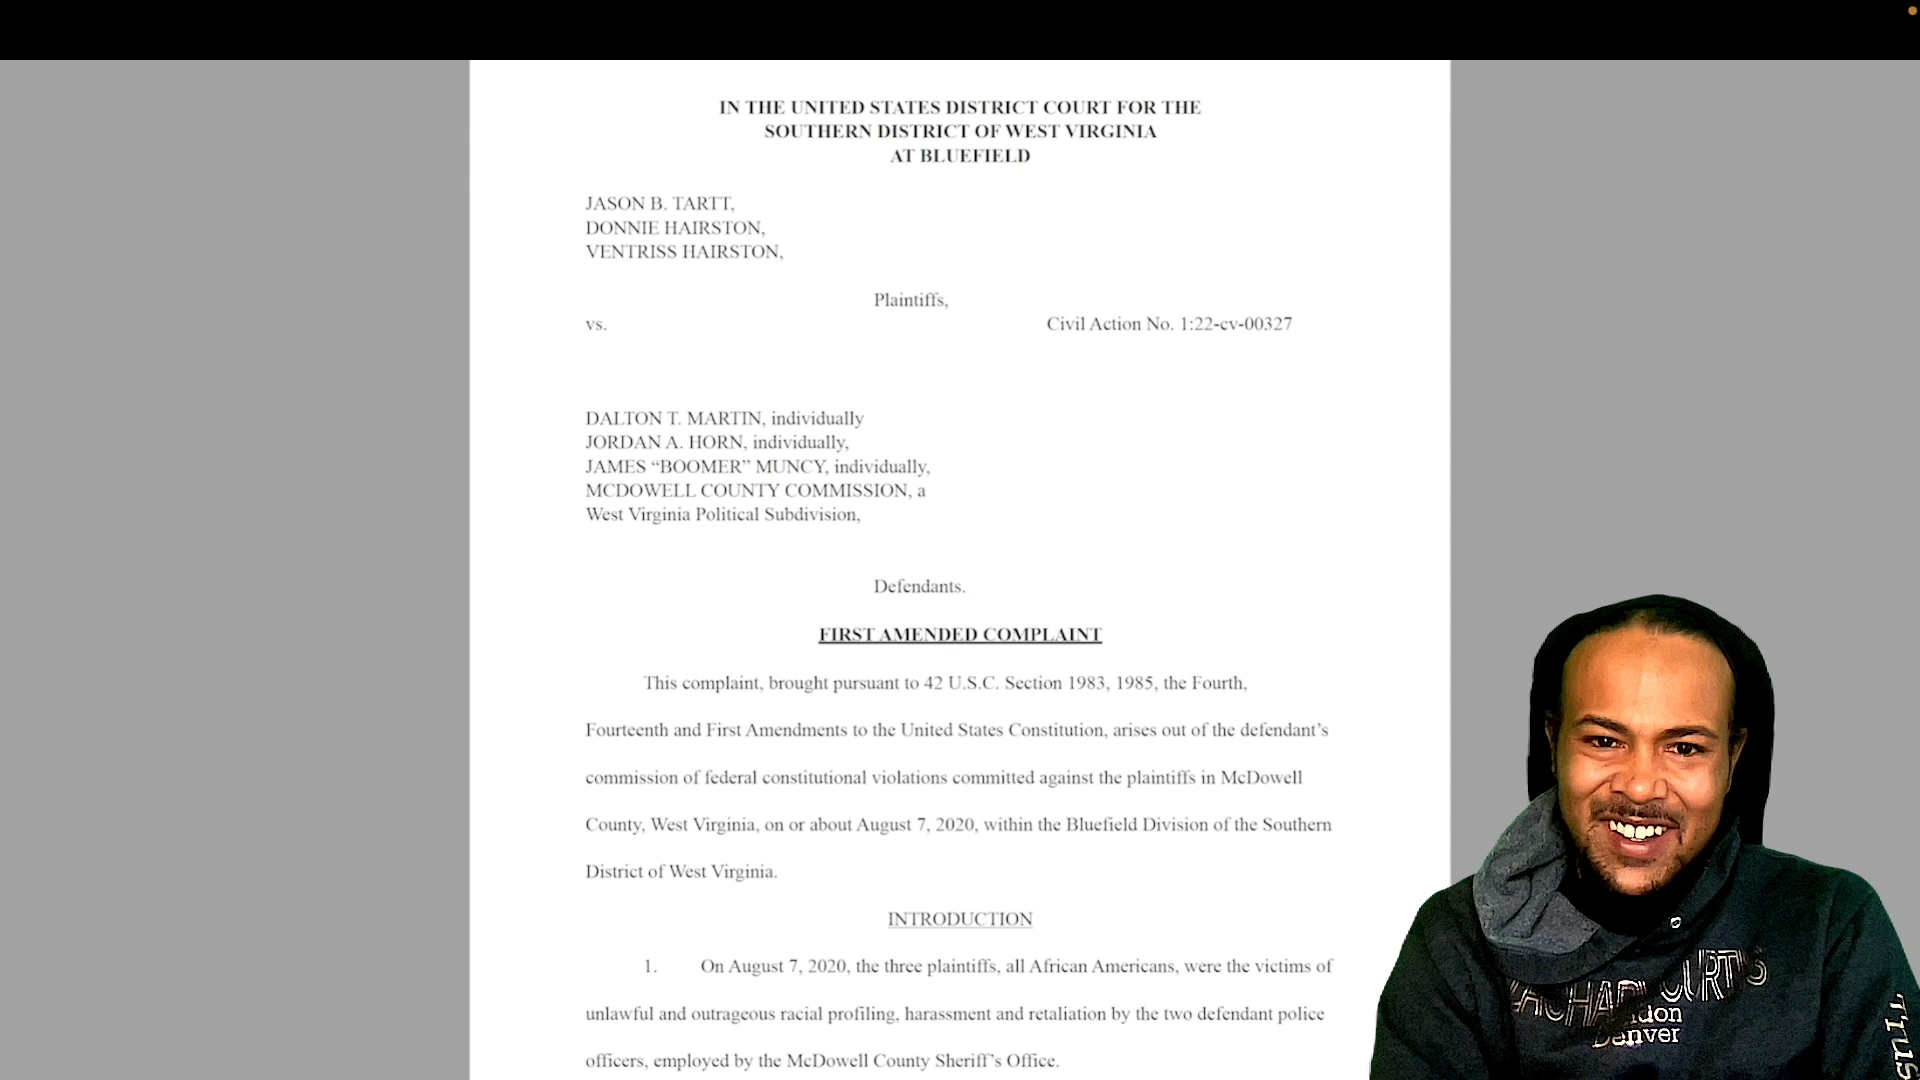 IN THE UNITED STATES DISTRICT COURT FOR THE
SOUTHERN DISTRICT OF WEST VIRGINIA
AT BLUEFIELD
JASON B. TARTT,
DONNIE HAIRSTON,
VENTRISS HAIRSTON,
Plaintiffs,
vs.
Civil Action No. 1:22-cv-00327
DALTON T. MARTIN, individually
JORDAN A. HORN, individually,
JAMES “BOOMER” MUNCY, individually,
MCDOWELL COUNTY COMMISSION, a
West Virginia Political Subdivision,
Defendants.
FIRST AMENDED COMPLAINT
This complaint, brought pursuant to 42 U.S.C. Section 1983, 1985, the Fourth,
Fourteenth and First Amendments to the United States Constitution, arises out of the defendant’s
commission of federal constitutional violations committed against the plaintiffs in McDowell
County, West Virginia, on or about August 7, 2020, within the Bluefield Division of the Southern
District of West Virginia.
INTRODUCTION
1. On August 7, 2020, the three plaintiffs, all African Americans, were the victims of
unlawful and outrageous racial profiling, harassment and retaliation by the two defendant police
officers, employed by the McDowell County Sheriff’s Office.
CURTIS
Denver